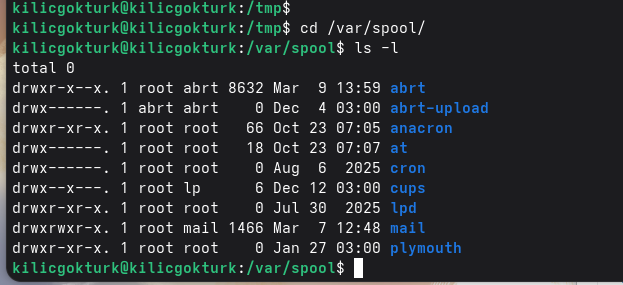 kilicgokturk@kilicgokturk:/tmp$
kilicgokturk@kilicgokturk:/tmp$ cd /var/spool/
kilicgokturk@kilicgokturk:/var/spool$ ls -l
total 0
drwxr-x--x. 1 root abrt 8632 Mar  9 13:59 abrt
drwx------. 1 abrt abrt    0 Dec  4 03:00 abrt-upload
drwxr-xr-x. 1 root root   66 Oct 23 07:05 anacron
drwx------. 1 root root   18 Oct 23 07:07 at
drwx------. 1 root root    0 Aug  6  2025 cron
drwx--x---. 1 root lp      6 Dec 12 03:00 cups
drwxr-xr-x. 1 root root    0 Jul 30  2025 lpd
drwxrwxr-x. 1 root mail 1466 Mar  7 12:48 mail
drwxr-xr-x. 1 root root    0 Jan 27 03:00 plymouth
kilicgokturk@kilicgokturk:/var/spool$